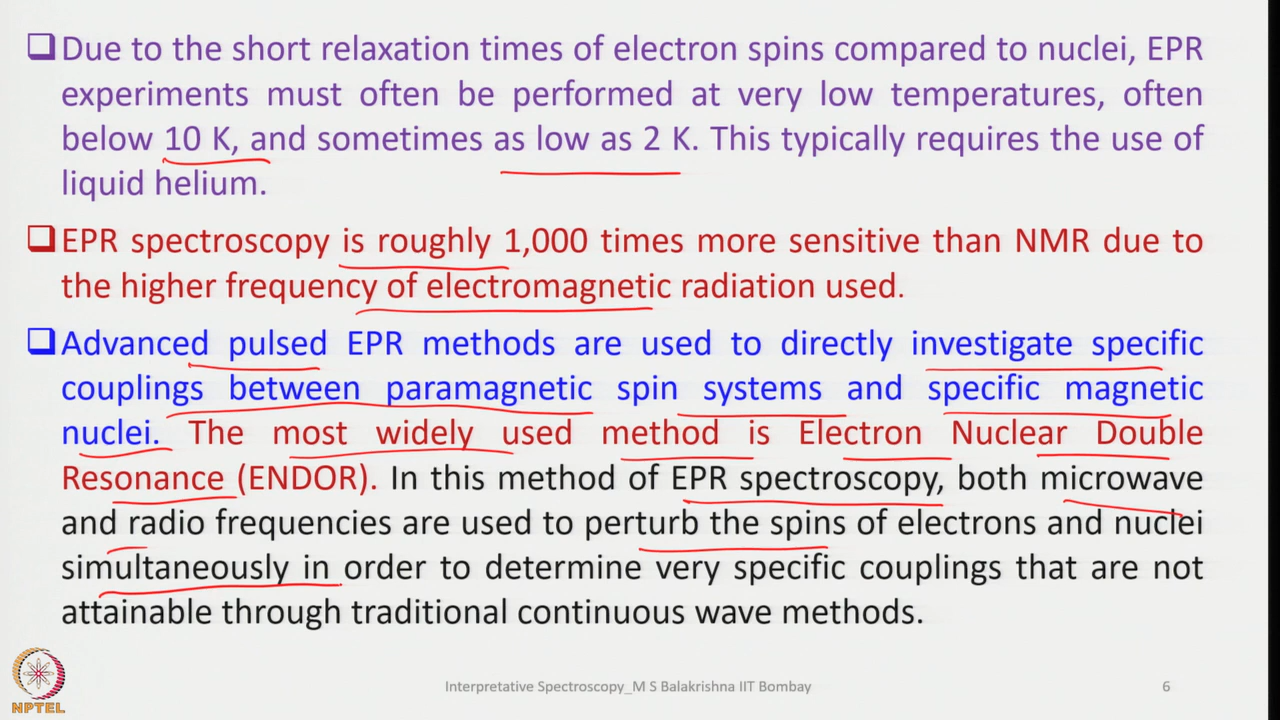 Due to the short relaxation times of electron spins compared to nuclei, EPR
experiments must often be performed at very low temperatures, often
below 10 K, and sometimes as low as 2 K. This typically requires the use of
liquid helium.
EPR spectroscopy is roughly 1,000 times more sensitive than NMR due to
the higher frequency of electromagnetic radiation used.
Advanced pulsed EPR methods are used to directly investigate specific
couplings between paramagnetic spin systems and specific magnetic
nuclei. The most widely used method is Electron Nuclear Double
Resonance (ENDOR). In this method of EPR spectroscopy, both microwave
and radio frequencies are used to perturb the spins of electrons and nuclei
simultaneously in order to determine very specific couplings that are not
attainable through traditional continuous wave methods.
NPTEL
Interpretative Spectroscopy_M S Balakrishna IIT Bombay
6